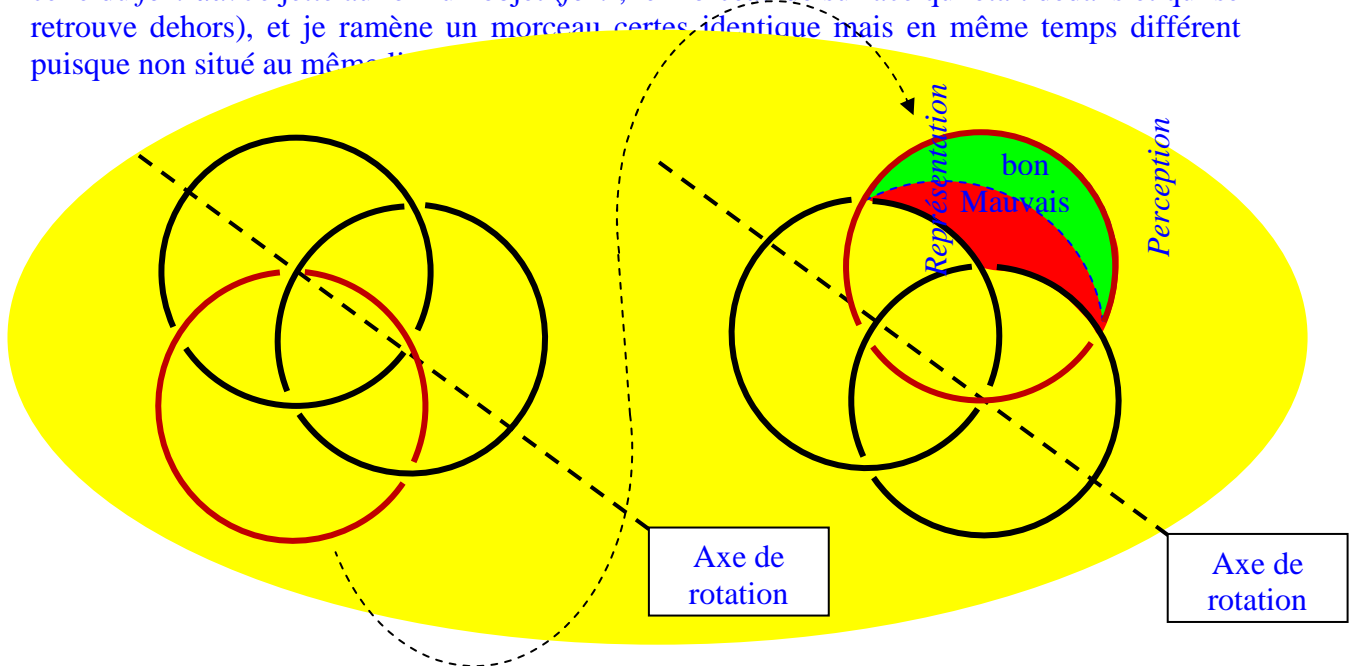 retrouve dehors), et je ramène un morceau certes identique mais en même temps différent
puisque non situé au même
Représentation
Perception
bon
Mauvais
Axe de
rotation
Axe de
rotation